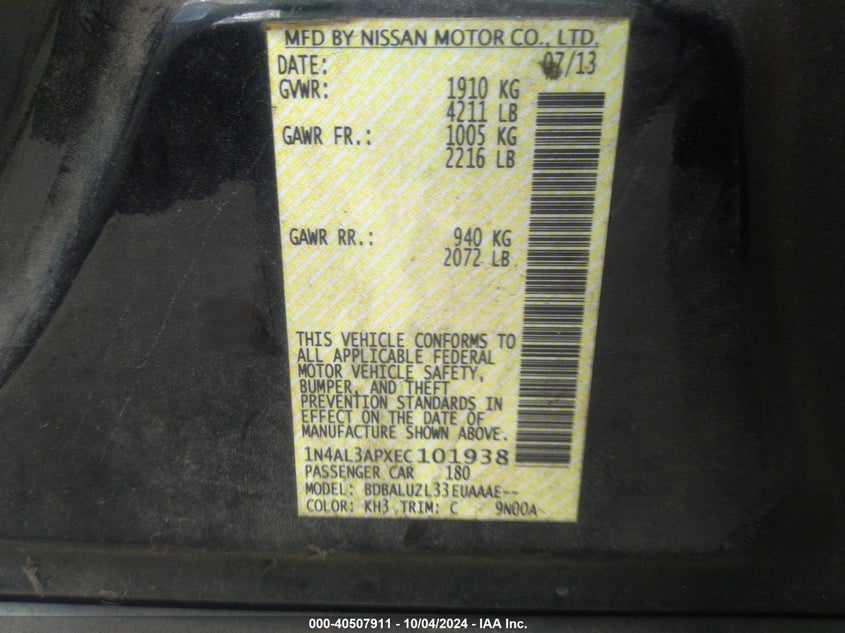 MFD BY NISSAN MOTOR CO., LTD.
DATE: 07/13
GVWR: 1910 KG
4211 LB
GAWR FR.: 1005 KG
2216 LB
GAWR RR.: 940 KG
2072 LB
THIS VEHICLE CONFORMS TO
ALL APPLICABLE FEDERAL
MOTOR VEHICLE SAFETY,
BUMPER, AND THEFT
PREVENTION STANDARDS IN
EFFECT ON THE DATE OF
MANUFACTURE SHOWN ABOVE.
1N4AL3APXEC101938
PASSENGER CAR 180
MODEL: BDBALUZL33EUAAAE--
COLOR: KH3 TRIM: C 9N00A
000-40507911 - 10/04/2024 - IAA Inc.